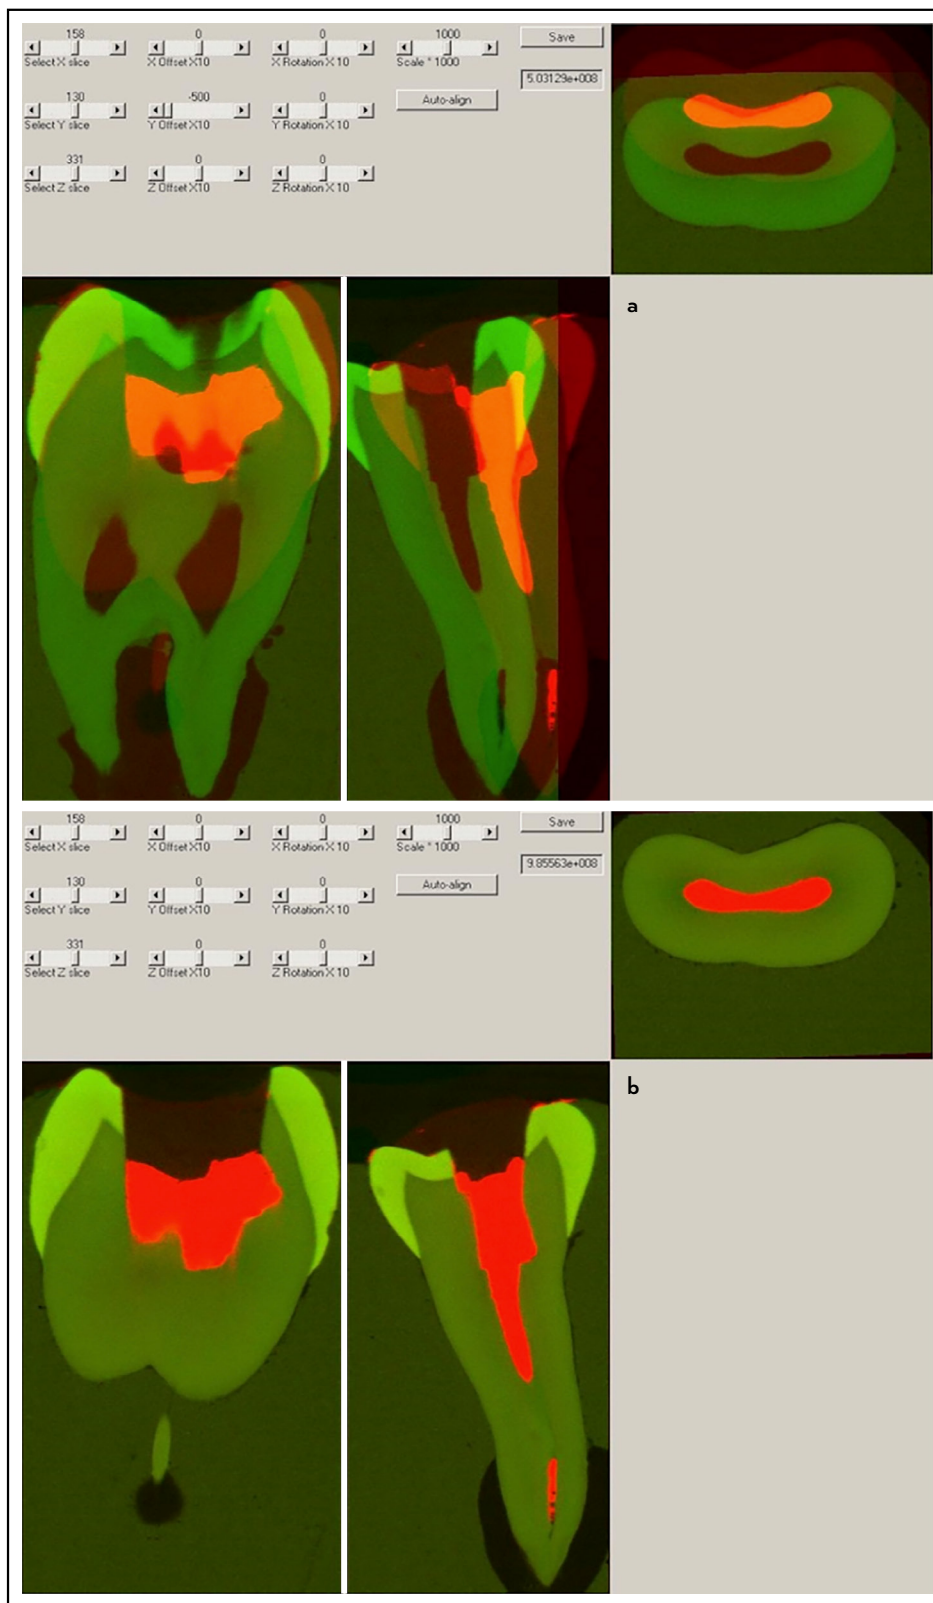 158 0 0 1000 Save
Select X slice X Offset X10 X Rotation X 10 Scale * 1000
5.03129e+008
130 -500 0 Auto-align
Select Y slice Y Offset X10 Y Rotation X 10
331 0 0
Select Z slice Z Offset X10 Z Rotation X 10
a
158 0 0 1000 Save
Select X slice X Offset X10 X Rotation X 10 Scale * 1000
9.85563e+008
130 0 0 Auto-align
Select Y slice Y Offset X10 Y Rotation X 10
331 0 0
Select Z slice Z Offset X10 Z Rotation X 10
b